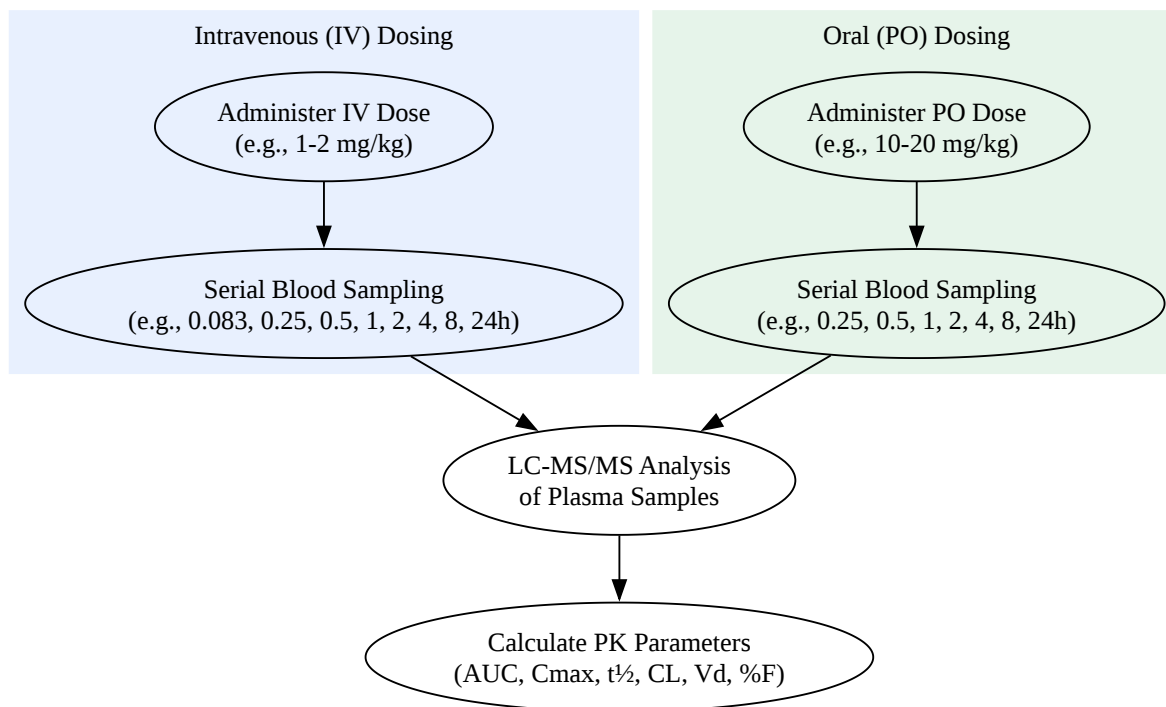 Intravenous (IV) Dosing
Administer IV Dose
(e.g., 1-2 mg/kg)
Serial Blood Sampling
(e.g., 0.083, 0.25, 0.5, 1, 2, 4, 8, 24h)
Oral (PO) Dosing
Administer PO Dose
(e.g., 10-20 mg/kg)
Serial Blood Sampling
(e.g., 0.25, 0.5, 1, 2, 4, 8, 24h)
LC-MS/MS Analysis
of Plasma Samples
Calculate PK Parameters
(AUC, Cmax, t½, CL, Vd, %F)